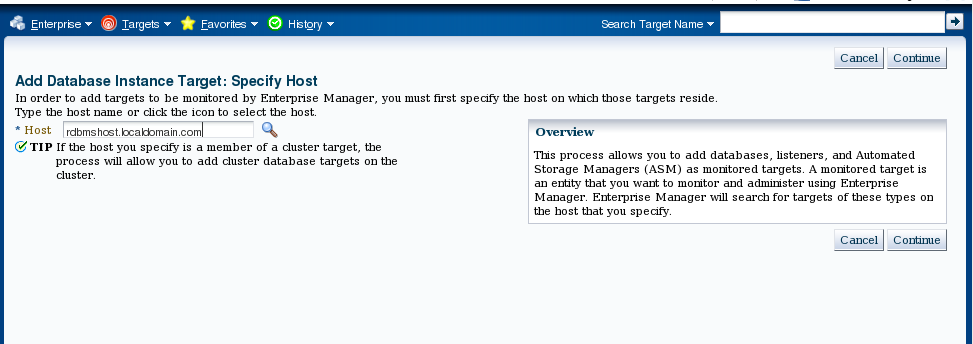 Enterprise Targets Favorites History Search Target Name
Cancel Continue
Add Database Instance Target: Specify Host
In order to add targets to be monitored by Enterprise Manager, you must first specify the host on which those targets reside.
Type the host name or click the icon to select the host.
* Host rdbmshost.localdomain.com
TIP If the host you specify is a member of a cluster target, the
process will allow you to add cluster database targets on the
cluster.
Overview
This process allows you to add databases, listeners, and Automated
Storage Managers (ASM) as monitored targets. A monitored target is
an entity that you want to monitor and administer using Enterprise
Manager. Enterprise Manager will search for targets of these types on
the host that you specify.
Cancel Continue